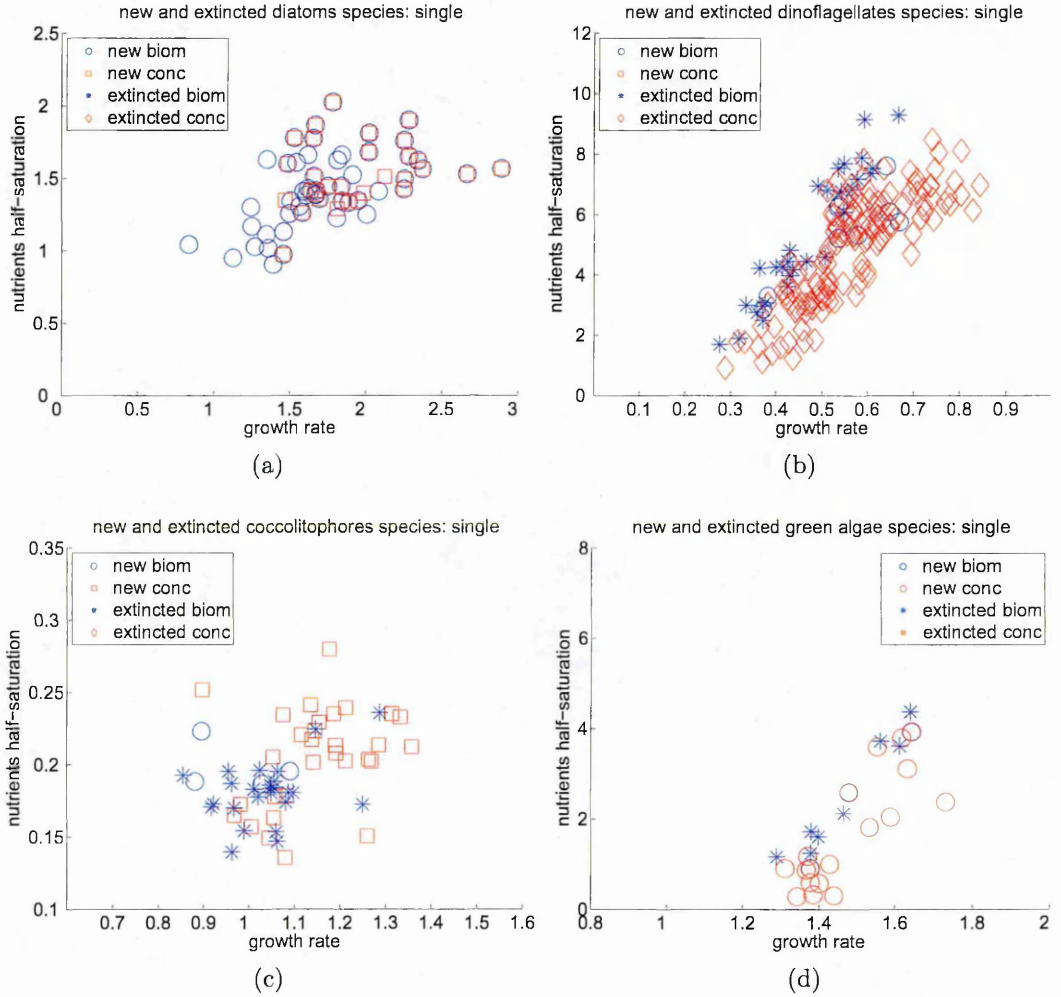 new and extincted diatoms species: single
2.5
2
1.5
1
0.5
0
nutrients half-saturation
new biom
new conc
extincted biom
extincted conc
0 0.5 1 1.5 2 2.5 3
growth rate
(a)
new and extincted dinoflagellates species: single
12
10
8
6
4
2
0
nutrients half-saturation
new biom
new conc
extincted biom
extincted conc
0.1 0.2 0.3 0.4 0.5 0.6 0.7 0.8 0.9
growth rate
(b)
new and extincted coccolitophores species: single
0.35
0.3
0.25
0.2
0.15
0.1
nutrients half-saturation
new biom
new conc
extincted biom
extincted conc
0.7 0.8 0.9 1 1.1 1.2 1.3 1.4 1.5 1.6
growth rate
(c)
new and extincted green algae species: single
8
6
4
2
0
nutrients half-saturation
new biom
new conc
extincted biom
extincted conc
0.8 1 1.2 1.4 1.6 1.8 2
growth rate
(d)